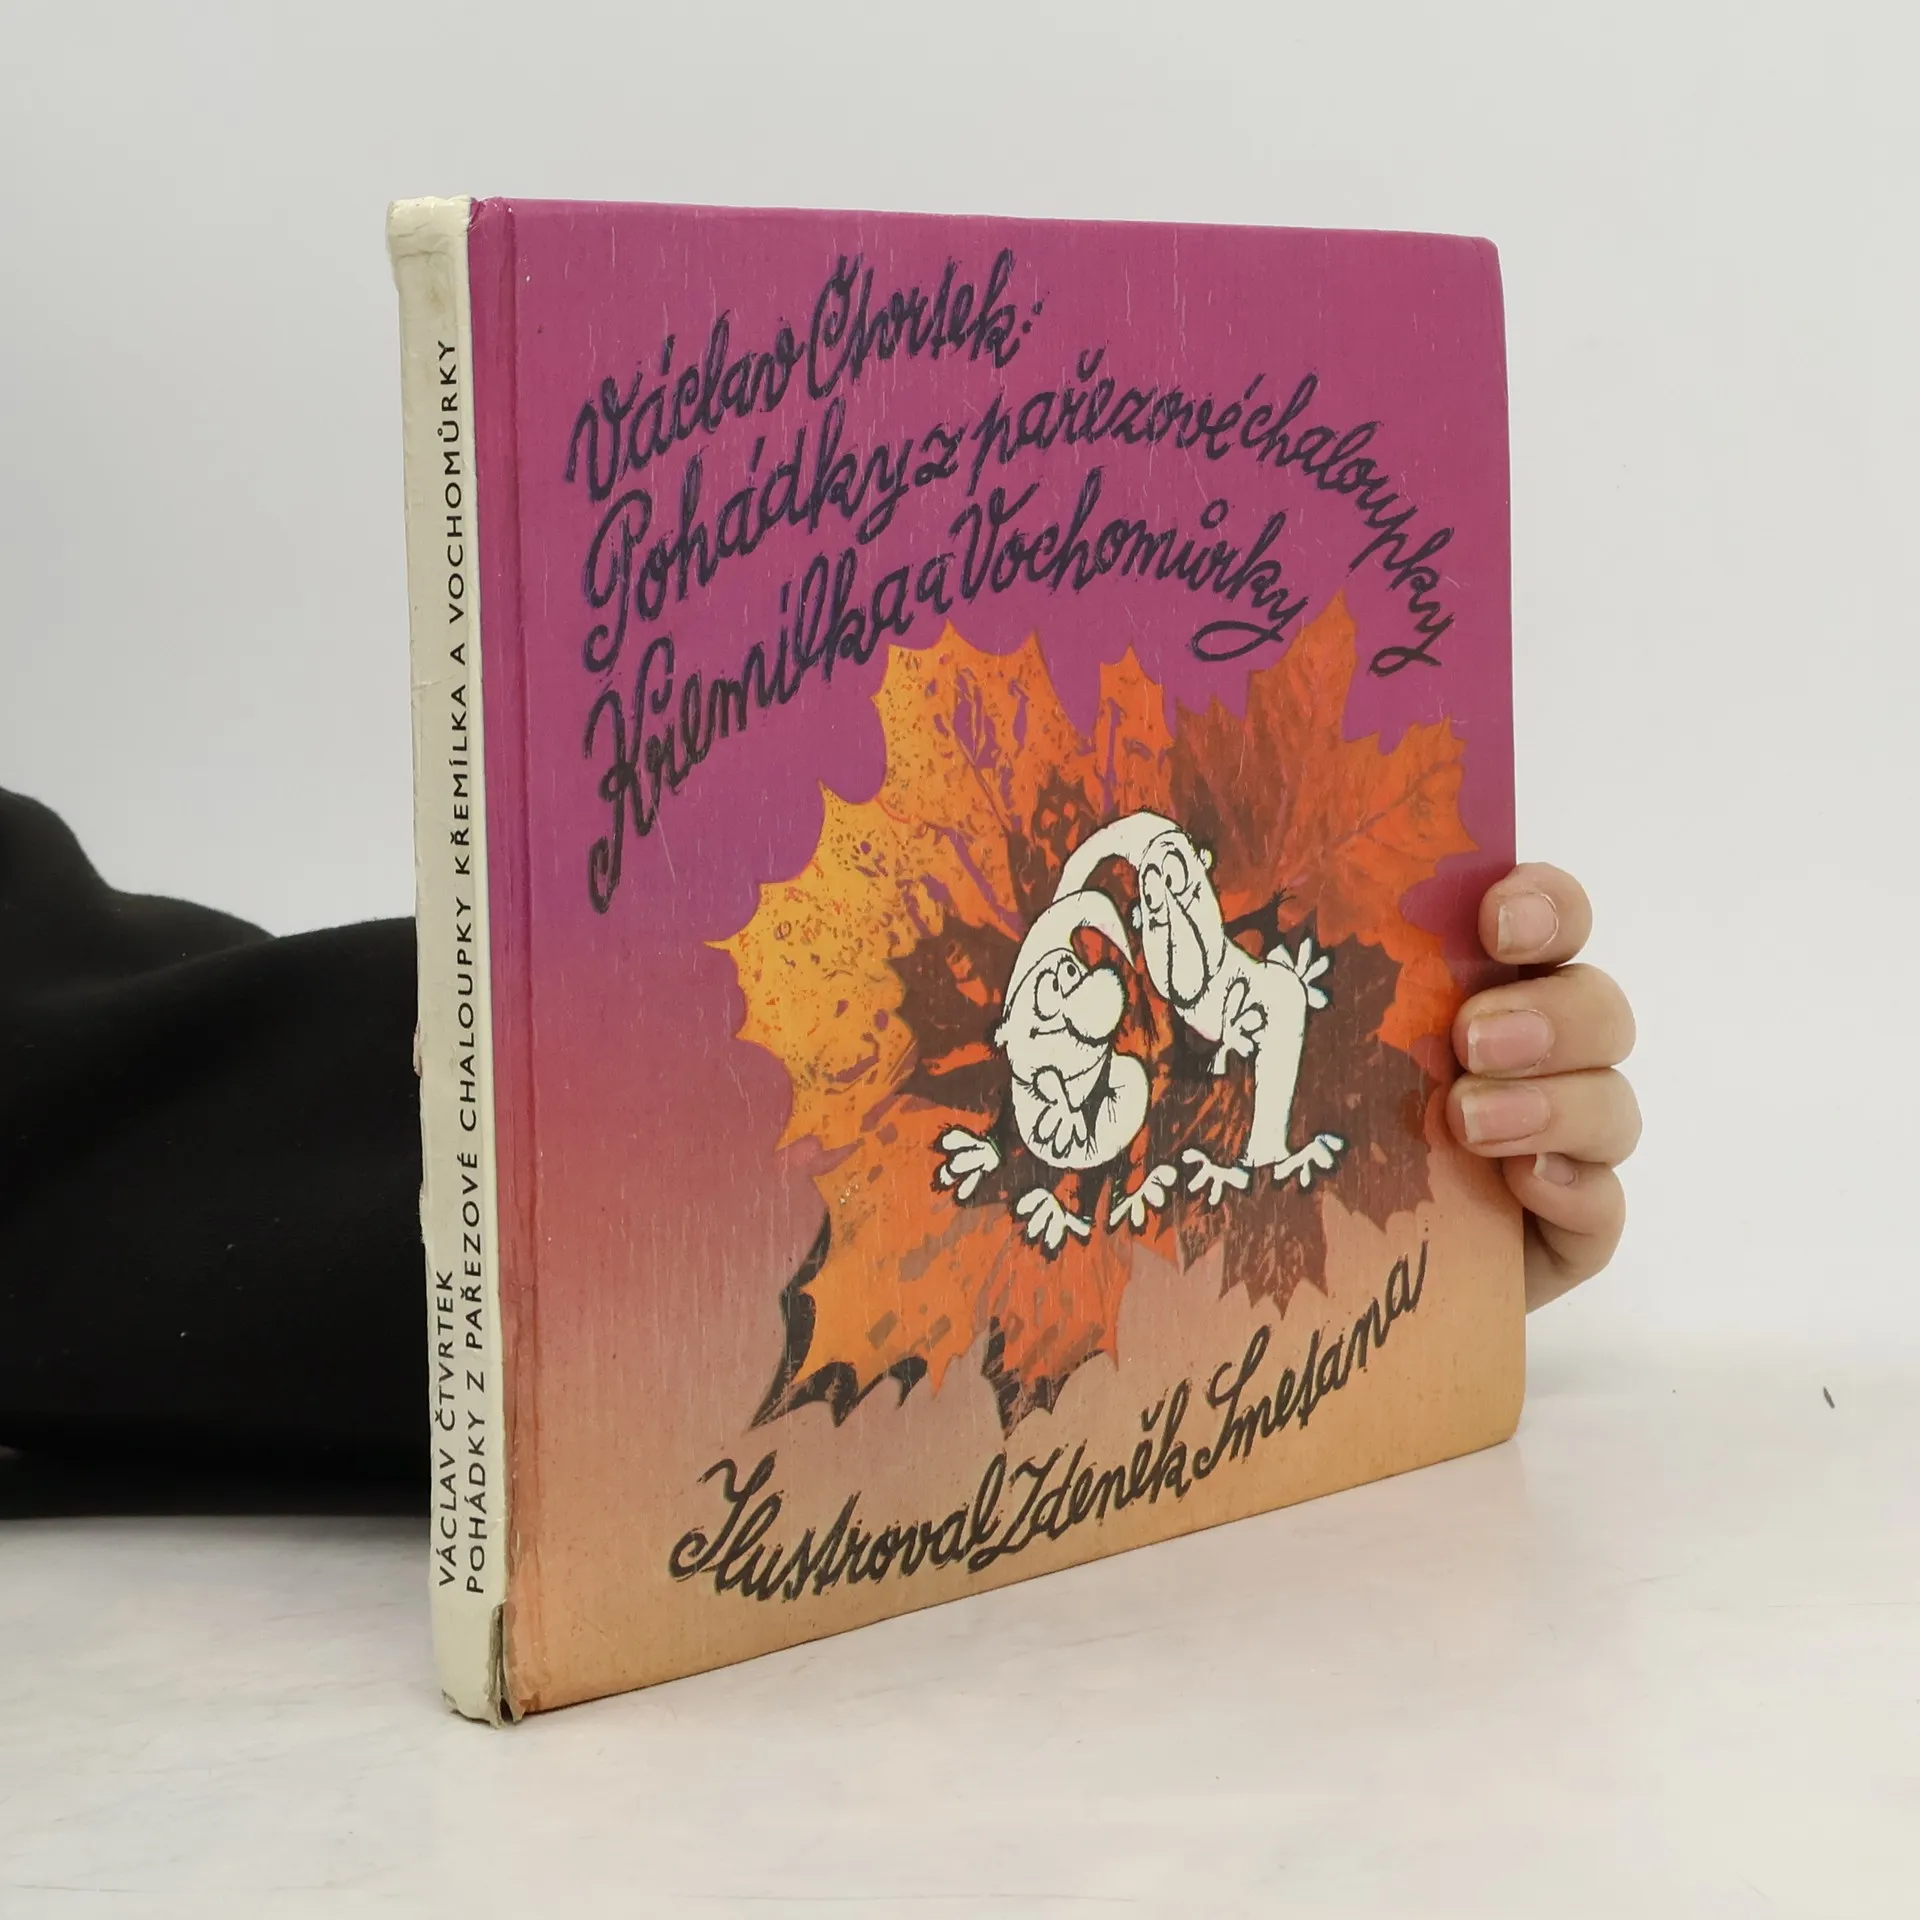 VÁCLAV ČTVRTEK
POHÁDKY Z PAŘEZOVÉ CHALOUPKY KŘEMÍLKA A VOCHOMŮRKY
Václav Čtvrtek:
Pohádky z pařezové chaloupky
Křemílka a Vochomůrky
Ilustroval Zdeněk Smetana